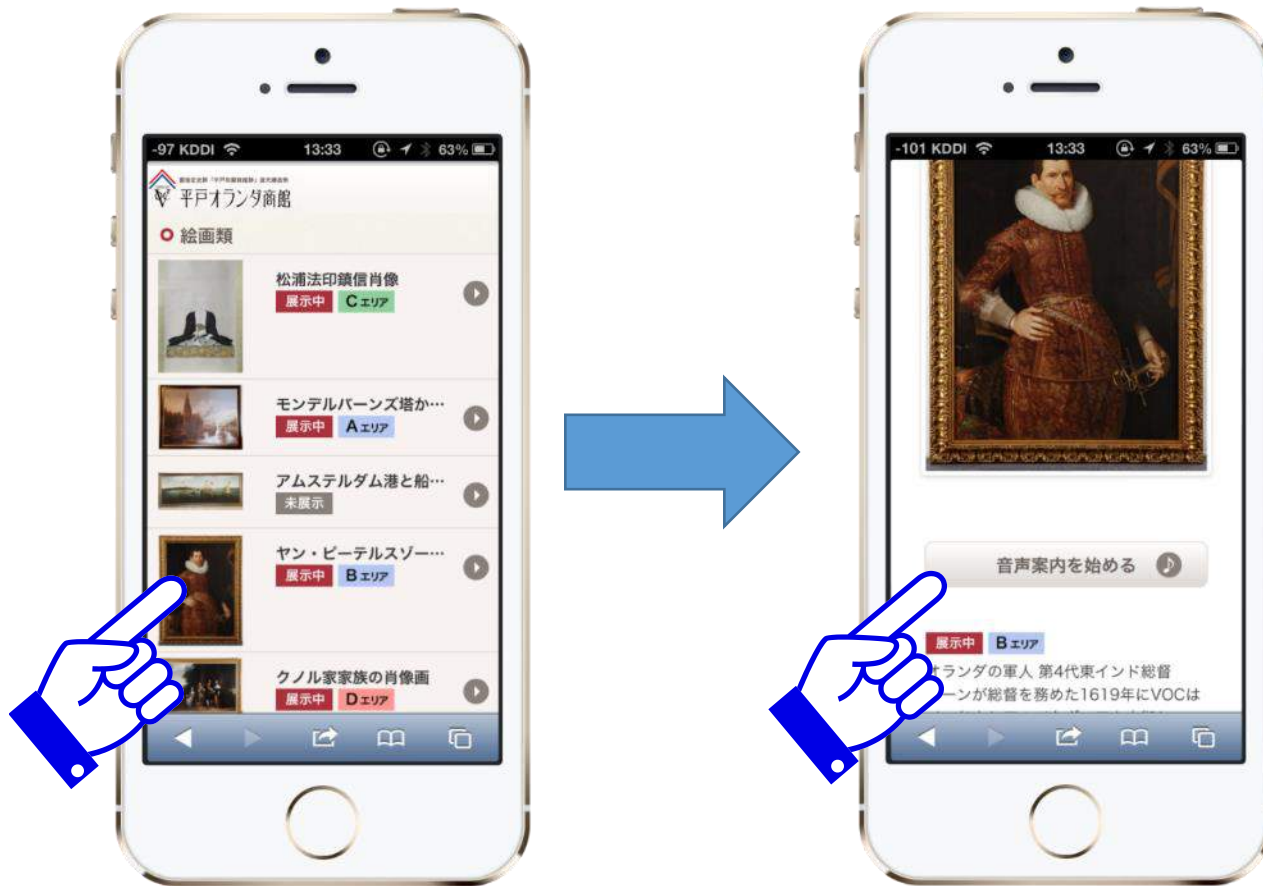 -97 KDDI 13:33 63%
平戸オランダ商館
絵画類
松浦法印鎮信肖像
展示中 Cエリア
モンデルバーンズ塔か…
展示中 Aエリア
アムステルダム港と船…
未展示
ヤン・ピーテルスゾー…
展示中 Bエリア
クノル家家族の肖像画
展示中 Dエリア
-101 KDDI 13:33 63%
音声案内を始める
展示中 Bエリア
オランダの軍人 第4代東インド総督
ーンが総督を務めた1619年にVOCは